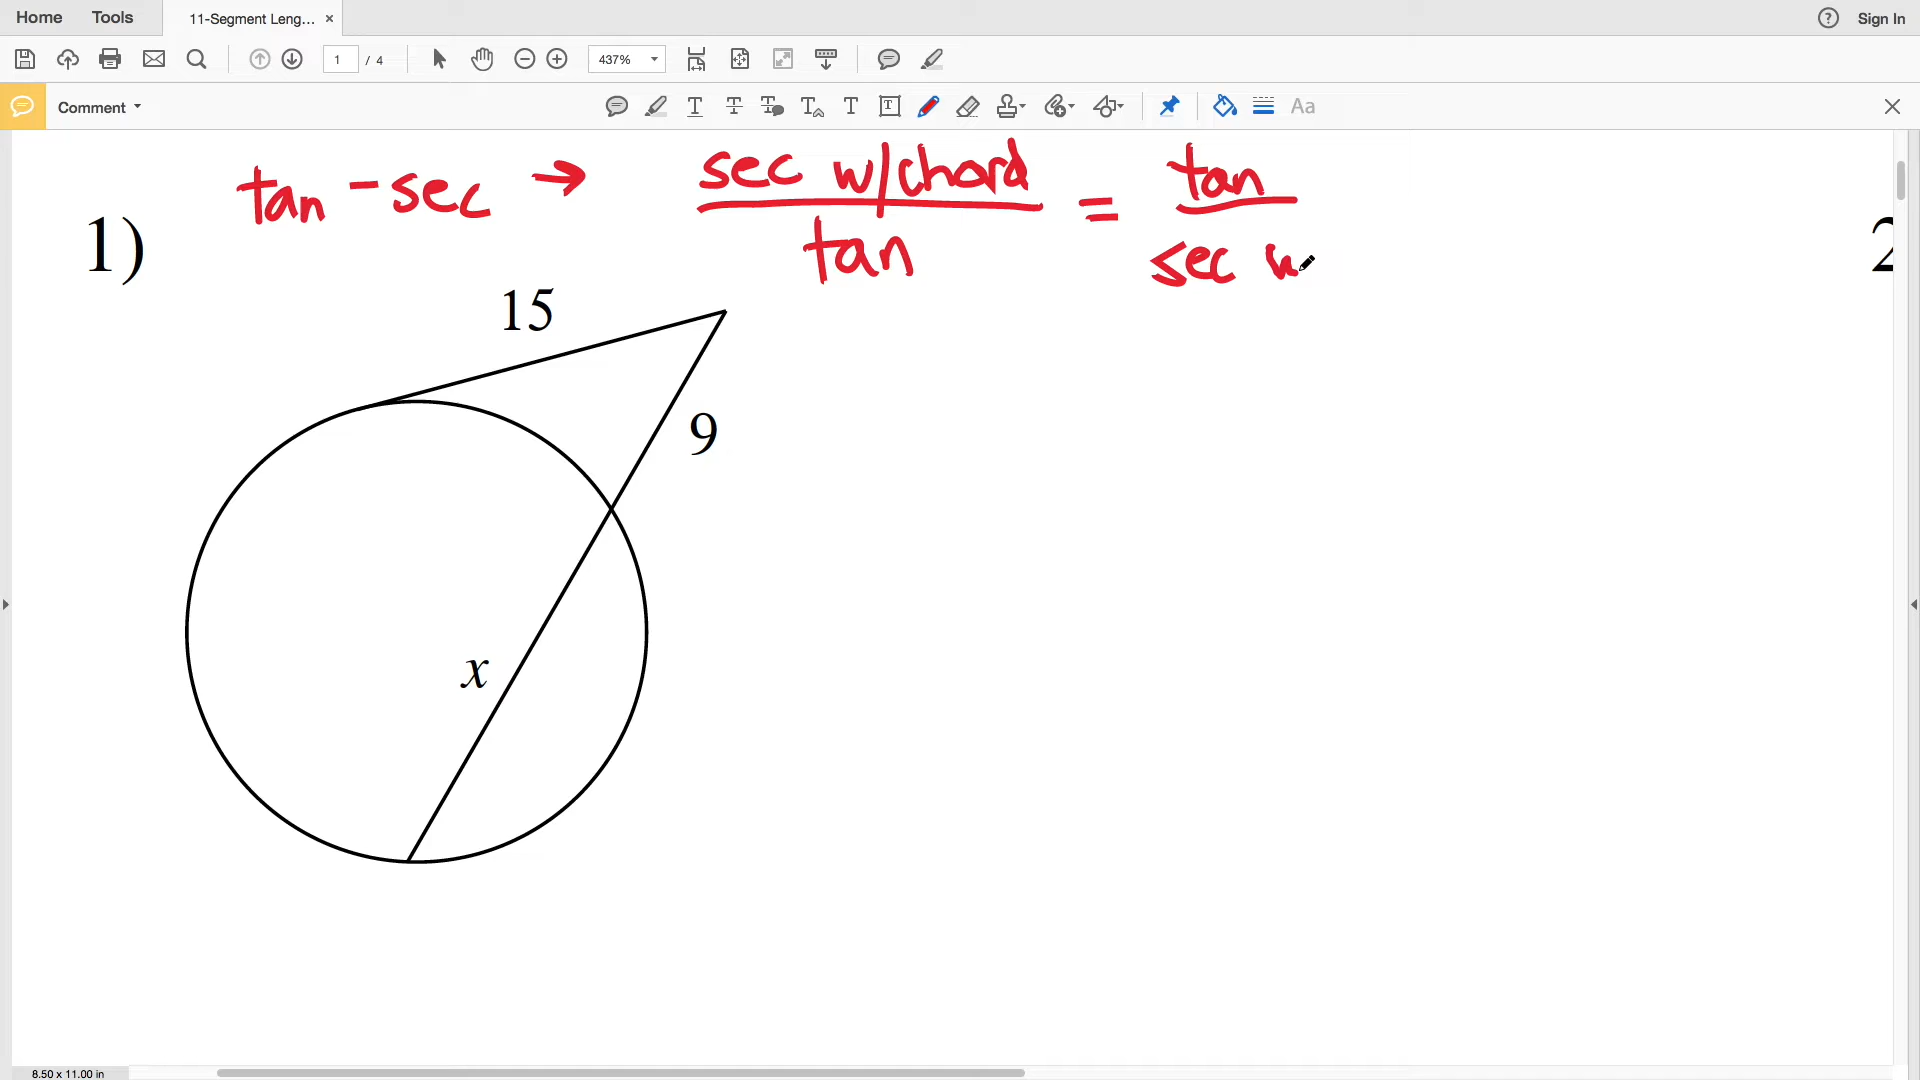 Home Tools 11-Segment Leng... × ? Sign In
1 / 4 437%
Comment T T T T T T Aa
tan - sec → sec w/chord / tan = tan / sec w
1)
2
15
9
x
8.50 x 11.00 in